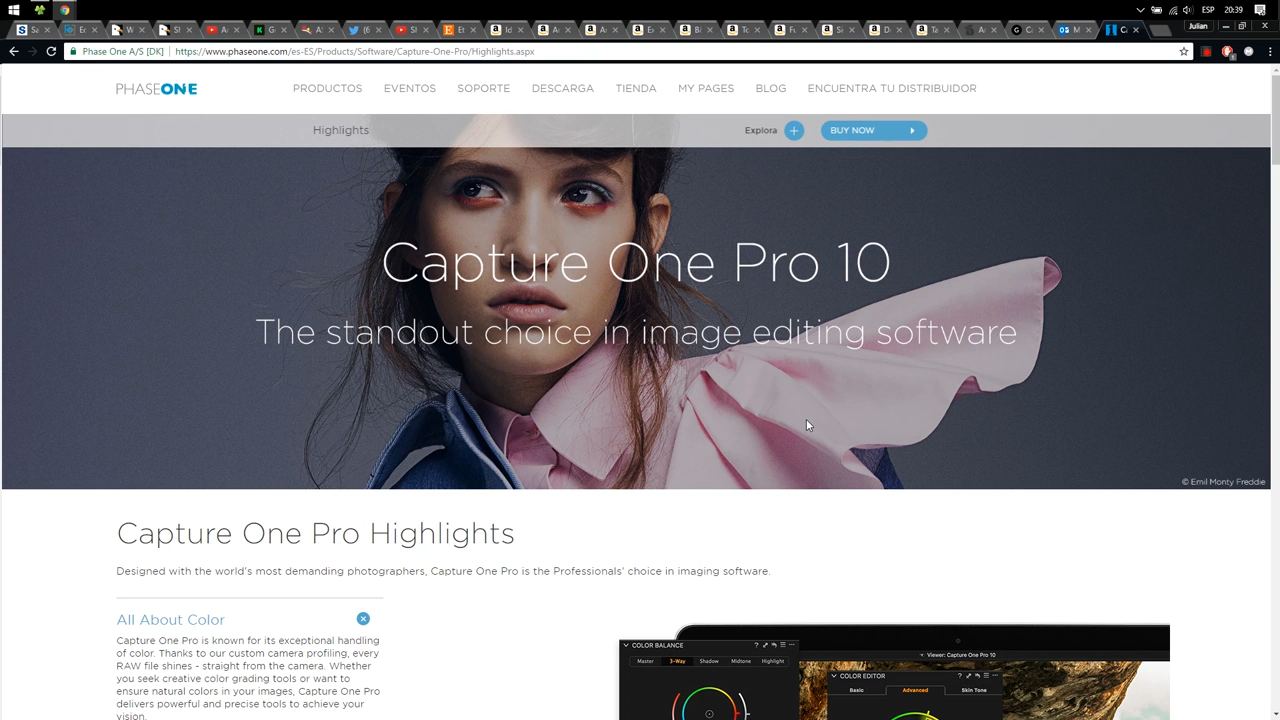 ESP 20:39
Julian
Phase One A/S [DK] https://www.phaseone.com/es-ES/Products/Software/Capture-One-Pro/Highlights.aspx
PHASEONE PRODUCTOS EVENTOS SOPORTE DESCARGA TIENDA MY PAGES BLOG ENCUENTRA TU DISTRIBUIDOR
Highlights Explora BUY NOW
Capture One Pro 10
The standout choice in image editing software
© Emil Monty Freddie
Capture One Pro Highlights
Designed with the world's most demanding photographers, Capture One Pro is the Professionals' choice in imaging software.
All About Color
Capture One Pro is known for its exceptional handling
of color. Thanks to our custom camera profiling, every
RAW file shines - straight from the camera. Whether
you seek creative color grading tools or want to
ensure natural colors in your images, Capture One Pro
delivers powerful and precise tools to achieve your
vision.
COLOR BALANCE
Master 3-Way Shadow Midtone Highlight
Viewer: Capture One Pro 10
COLOR EDITOR
Basic Advanced Skin Tone